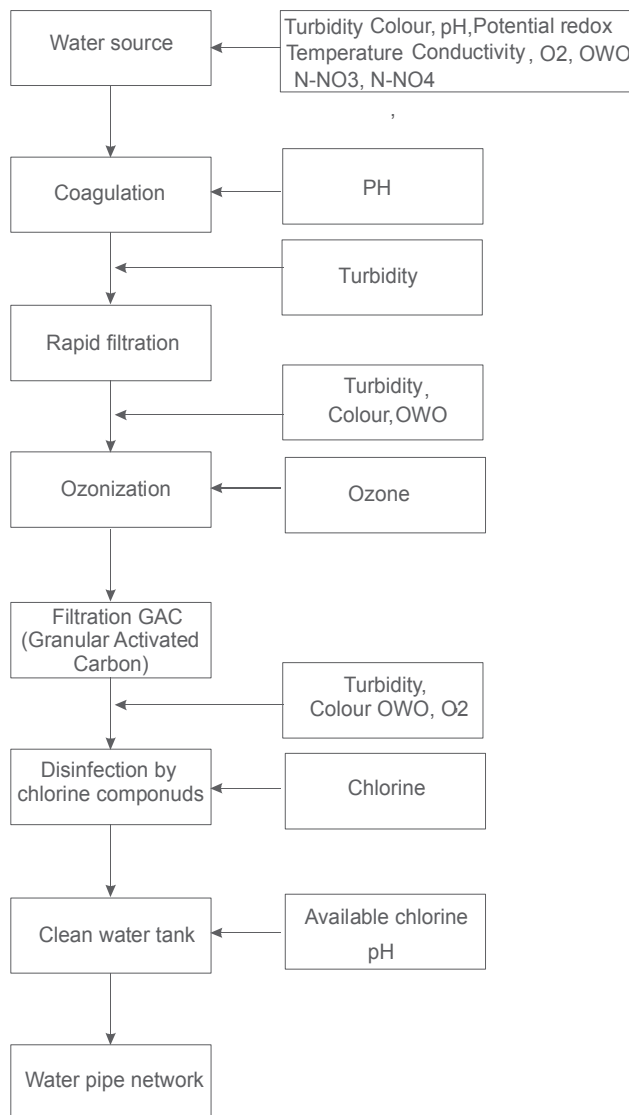 Water source
Turbidity Colour, pH,Potential redox
Temperature Conductivity, O2, OWO
N-NO3, N-NO4
,
Coagulation
PH
Turbidity
Rapid filtration
Turbidity,
Colour,OWO
Ozonization
Ozone
Filtration GAC
(Granular Activated
Carbon)
Turbidity,
Colour OWO, O2
Disinfection by
chlorine componuds
Chlorine
Clean water tank
Available chlorine
pH
Water pipe network